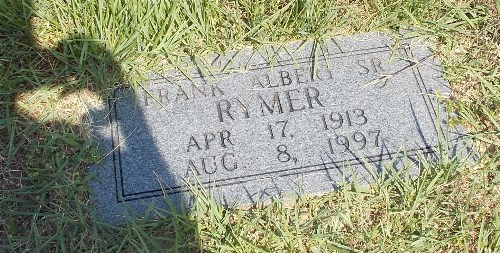 FRANK ALBERT SR.
RYMER
APR 17, 1913
AUG 8, 1997